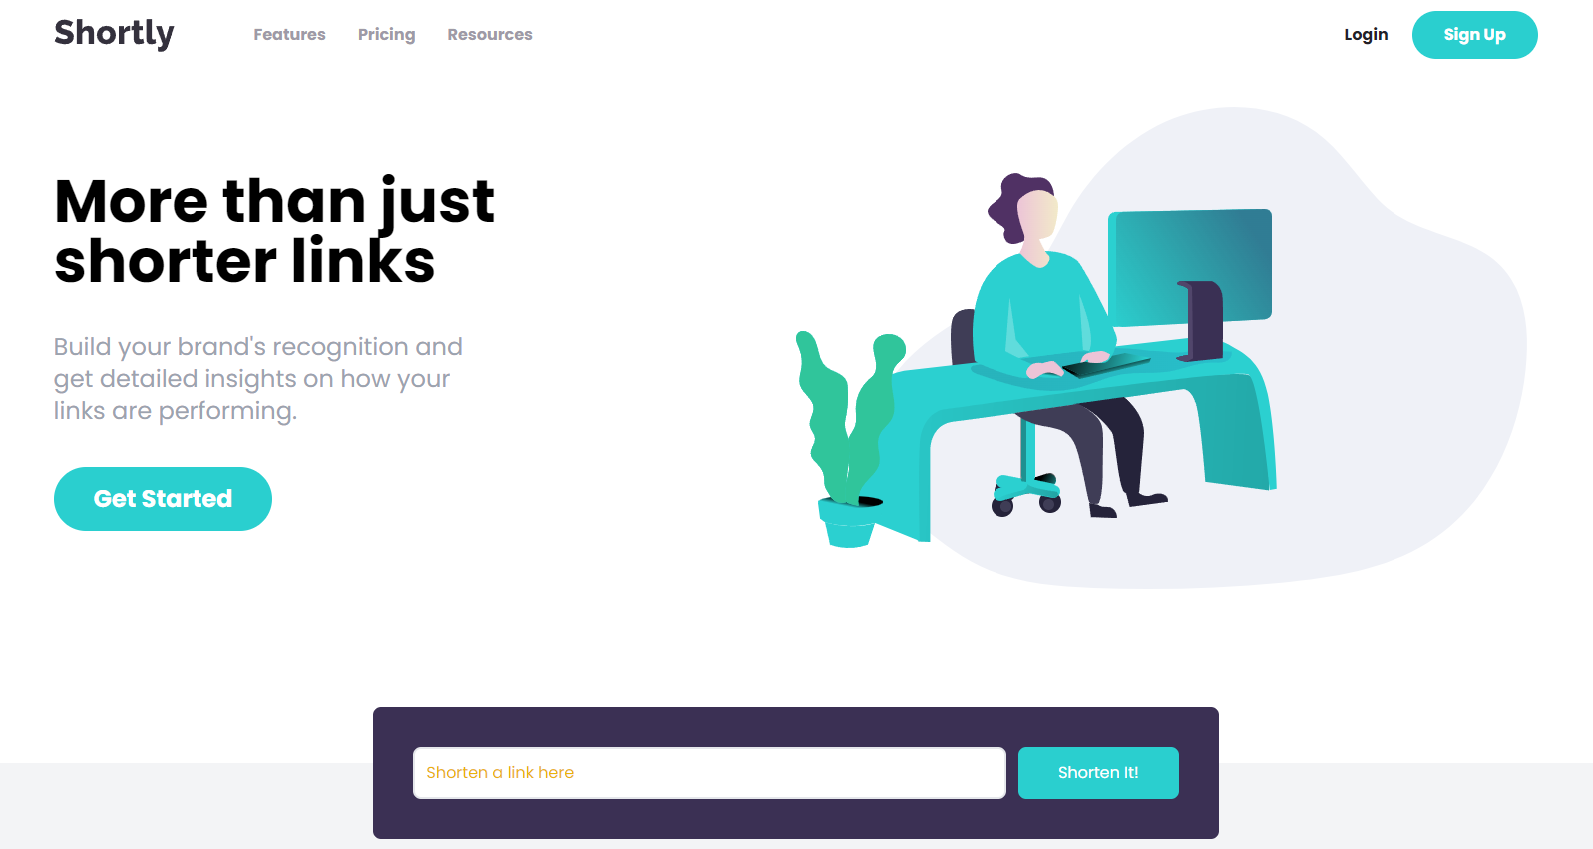 Shortly
Features
Pricing
Resources
Login
Sign Up
More than just
shorter links
Build your brand's recognition and
get detailed insights on how your
links are performing.
Get Started
Shorten a link here
Shorten It!